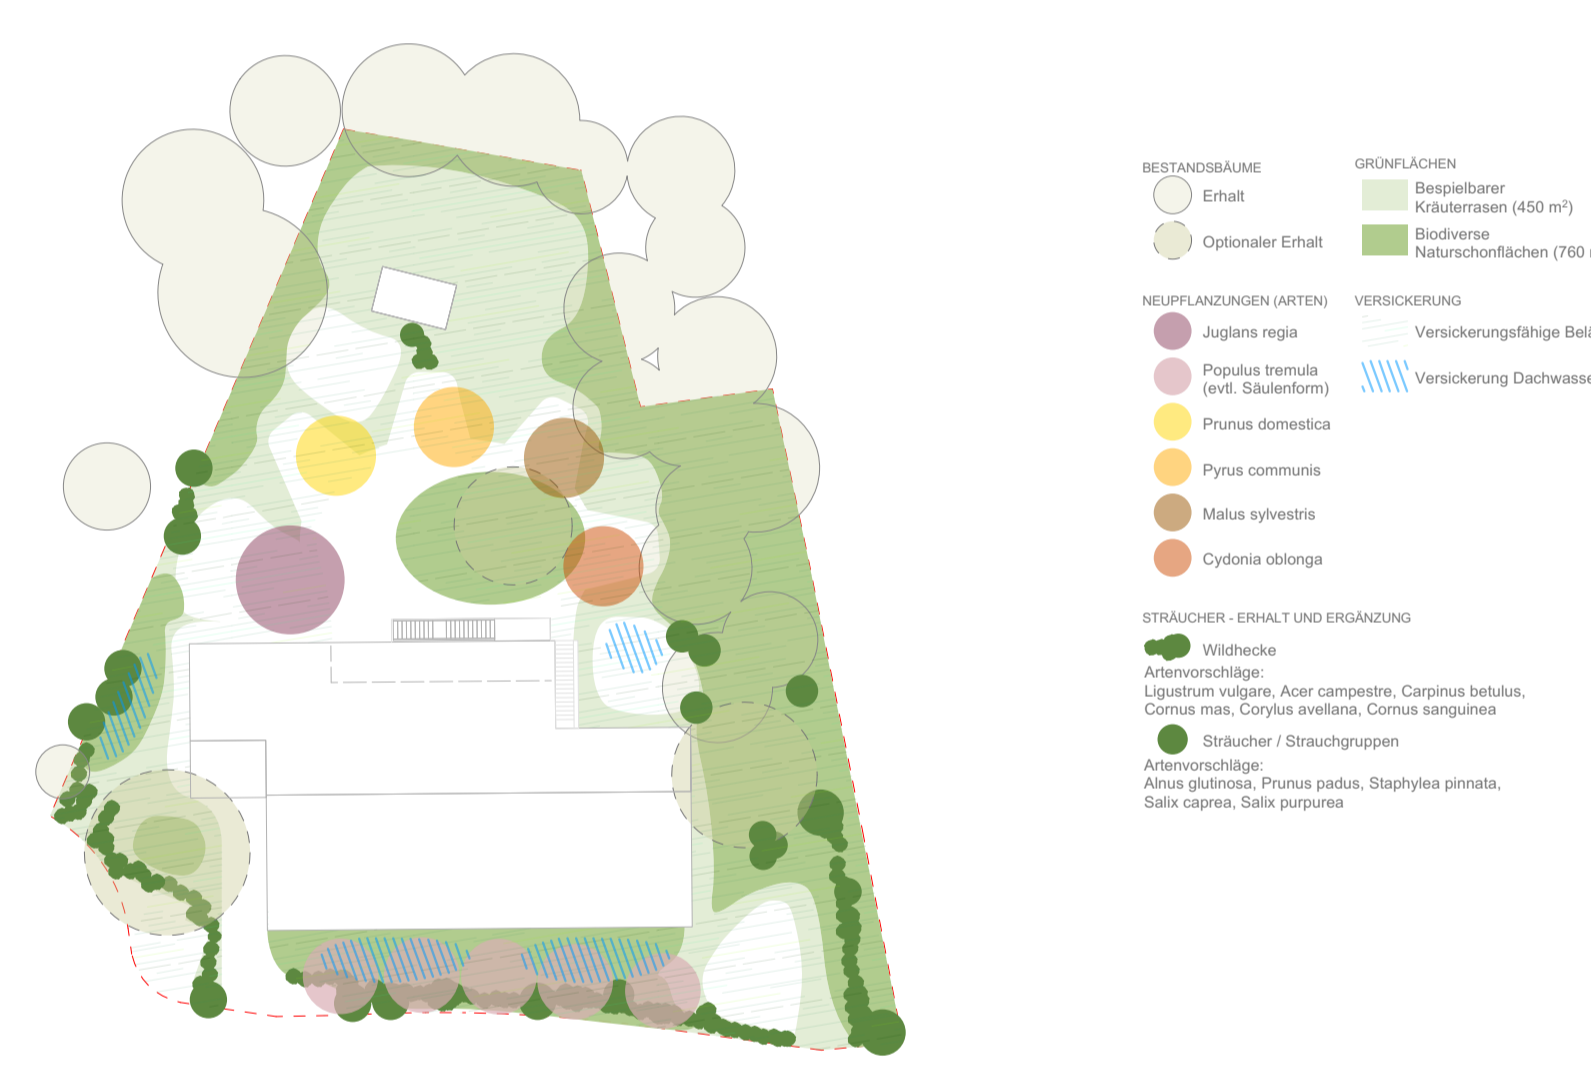 BESTANDSBÄUME
Erhalt
Optionaler Erhalt
GRÜNFLÄCHEN
Bespielbarer
Kräuterrasen (450 m²)
Biodiverse
Naturschonflächen (760
NEUPFLANZUNGEN (ARTEN)
Juglans regia
Populus tremula
(evtl. Säulenform)
Prunus domestica
Pyrus communis
Malus sylvestris
Cydonia oblonga
VERSICKERUNG
Versickerungsfähige
Versickerung
STRÄUCHER - ERHALT UND ERGÄNZUNG
Wildhecke
Artenvorschläge:
Ligustrum vulgare, Acer campestre, Carpinus betulus,
Cornus mas, Corylus avellana, Cornus sanguinea
Sträucher / Strauchgruppen
Artenvorschläge:
Alnus glutinosa, Prunus padus, Staphylea pinnata,
Salix caprea, Salix purpurea